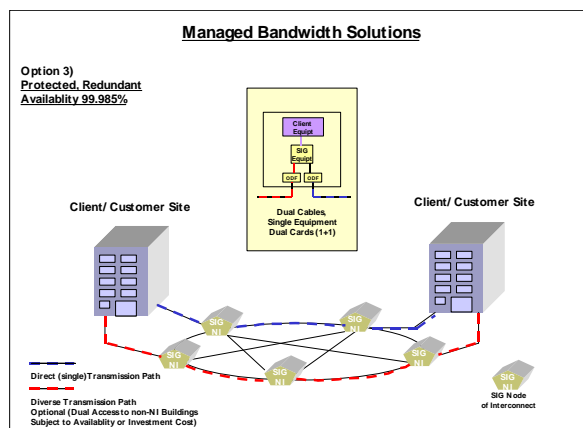 Managed Bandwidth Solutions
Option 3)
Protected, Redundant
Availablity 99.985%
Client
Equipt
SIG
Equipt
ODF
ODF
Dual Cables,
Single Equipment
Dual Cards (1+1)
Client/ Customer Site
Client/ Customer Site
SIG
NI
SIG
NI
SIG
NI
SIG
NI
SIG
NI
SIG
NI
Direct (single)Transmission Path
Diverse Transmission Path
Optional (Dual Access to non-NI Buildings
Subject to Availablity or Investment Cost)
SIG Node
of Interconnect